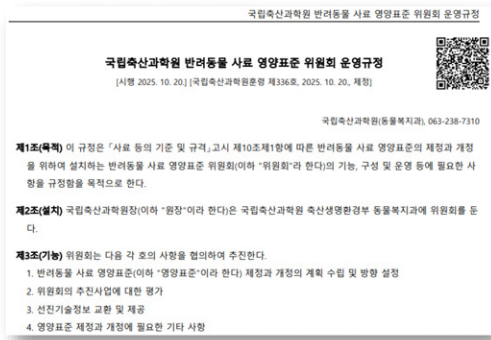 국립축산과학원 반려동물 사료 영양표준 위원회 운영규정
국립축산과학원 반려동물 사료 영양표준 위원회 운영규정
[시행 2025. 10. 20.] [국립축산과학원훈령 제336호, 2025. 10. 20., 제정]
국립축산과학원(동물복지과), 063-238-7310
제1조(목적) 이 규정은 「사료 등의 기준 및 규격」고시 제10조제1항에 따른 반려동물 사료 영양표준의 제정과 개정
을 위하여 설치하는 반려동물 사료 영양표준 위원회(이하 "위원회"라 한다)의 기능, 구성 및 운영 등에 필요한 사
항을 규정함을 목적으로 한다.
제2조(설치) 국립축산과학원장(이하 "원장"이라 한다)은 국립축산과학원 축산생명환경부 동물복지과에 위원회를 둔
다.
제3조(기능) 위원회는 다음 각 호의 사항을 협의하여 추진한다.
1. 반려동물 사료 영양표준(이하 "영양표준"이라 한다) 제정과 개정의 계획 수립 및 방향 설정
2. 위원회의 추진사업에 대한 평가
3. 선진기술정보 교환 및 제공
4. 영양표준 제정과 개정에 필요한 기타 사항